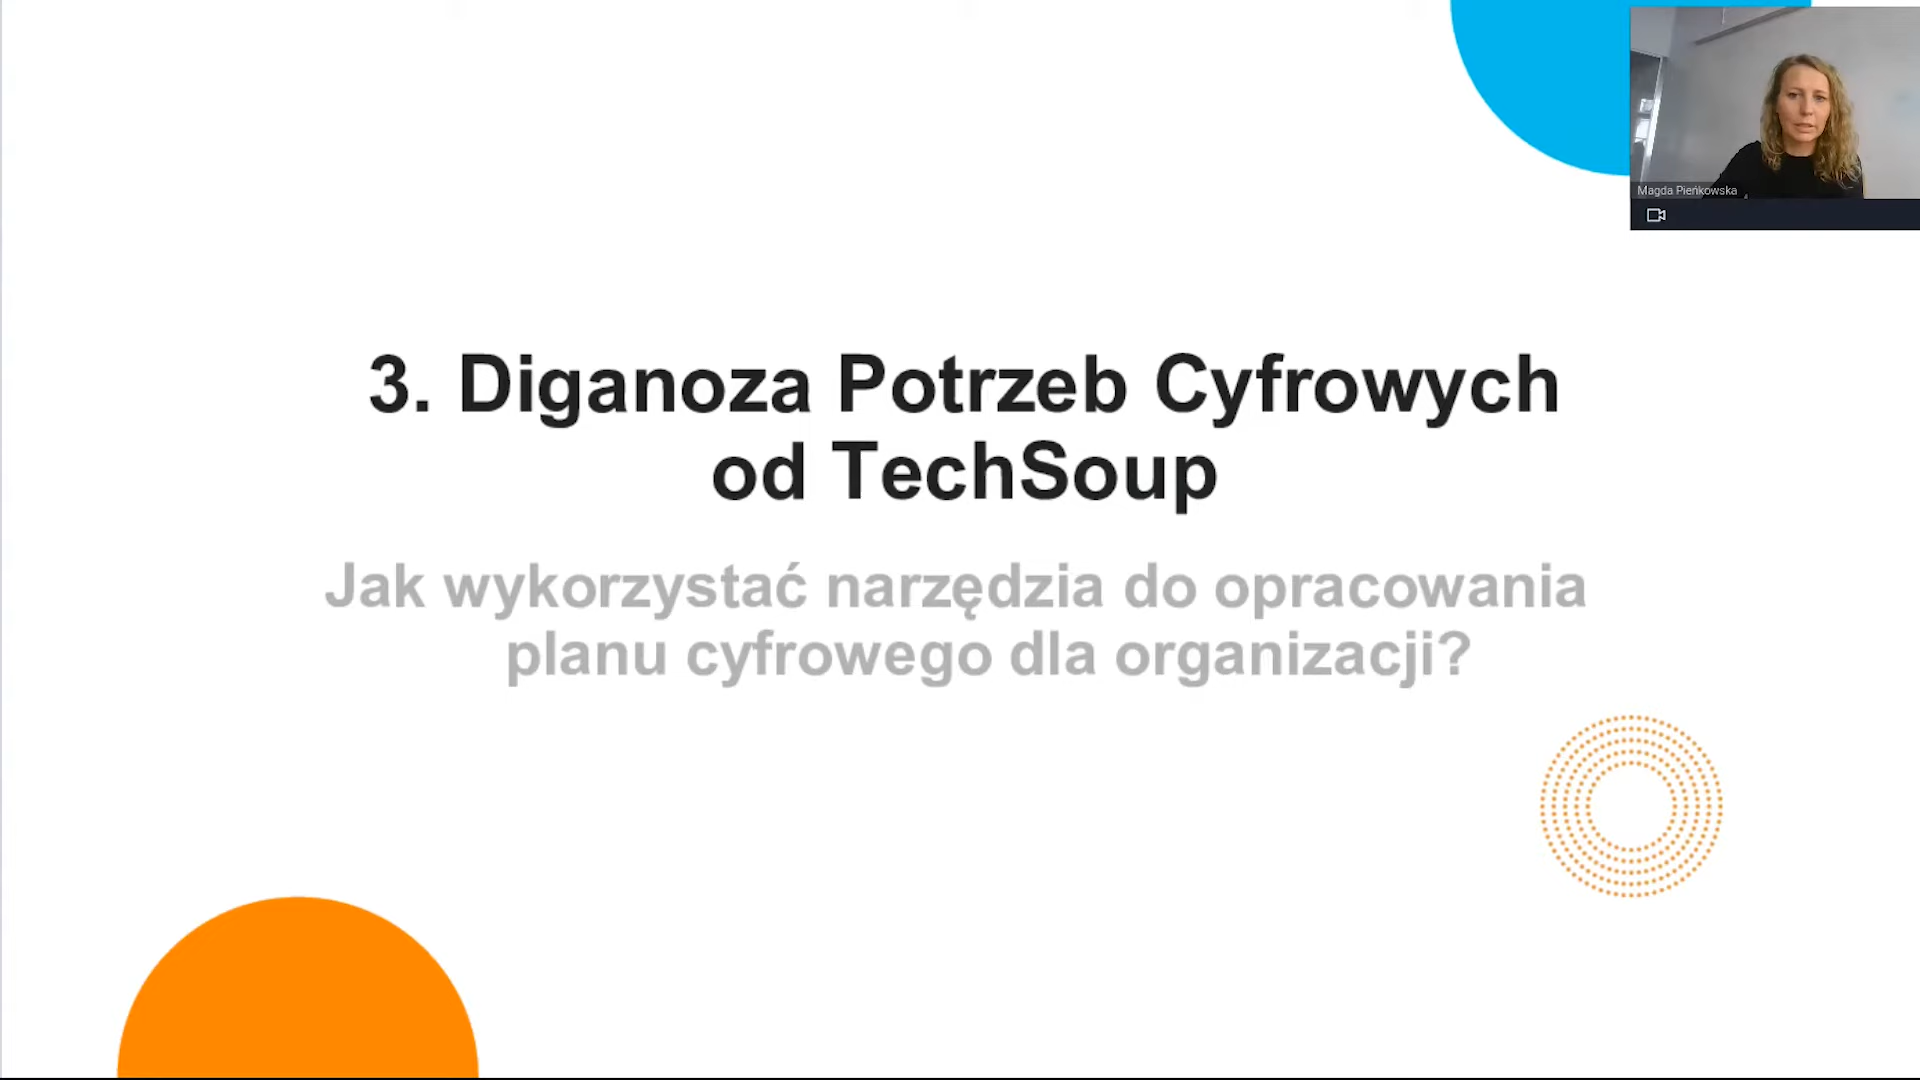 3. Diganoza Potrzeb Cyfrowych
od TechSoup
Jak wykorzystać narzędzia do opracowania
planu cyfrowego dla organizacji?
Magda Pieńkowska